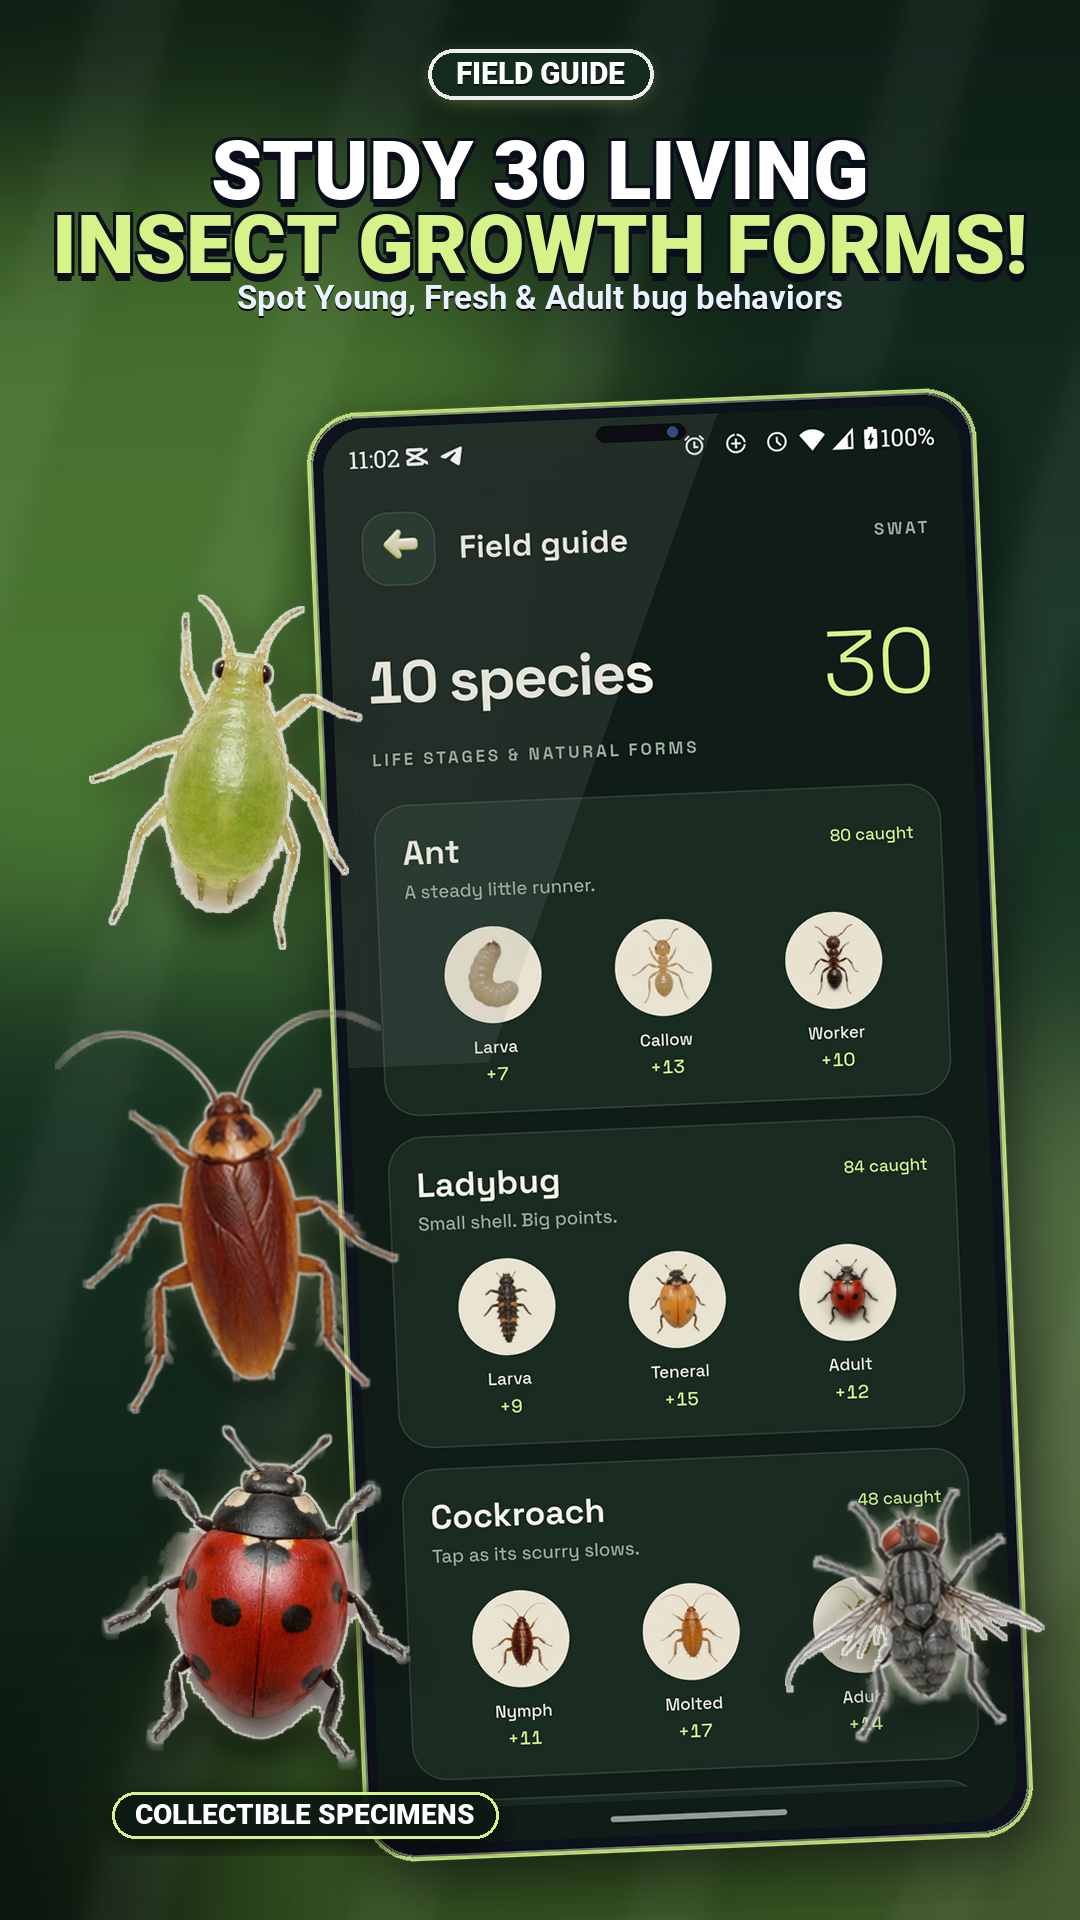 FIELD GUIDE
STUDY 30 LIVING
INSECT GROWTH FORMS!
Spot Young, Fresh & Adult bug behaviors
11:02
100%
Field guide
SWAT
10 species
30
LIFE STAGES & NATURAL FORMS
Ant
80 caught
A steady little runner.
Larva
Callow
Worker
+7
+13
+10
Ladybug
84 caught
Small shell. Big points.
Larva
Teneral
Adult
+9
+15
+12
Cockroach
48 caught
Tap as its scurry slows.
Nymph
Molted
+11
+17
COLLECTIBLE SPECIMENS